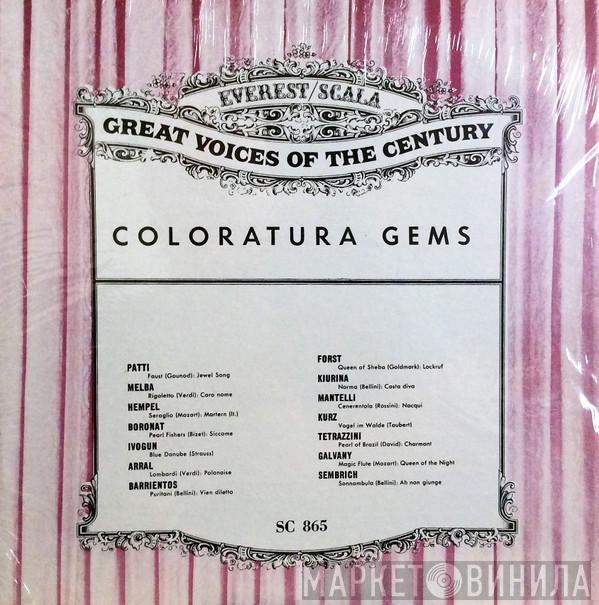 EVEREST/SCALA
GREAT VOICES OF THE CENTURY
COLORATURA GEMS
PATTI
Faust (Gounod): Jewel Song
MELBA
Rigoletto (Verdi): Caro nome
HEMPEL
Seraglio (Mozart): Martern (It.)
BORONAT
Pearl Fishers (Bizet): Siccome
IVOGUN
Blue Danube (Strauss)
ARRAL
Lombardi (Verdi): Polonaise
BARRIENTOS
Puritani (Bellini): Vien diletto
FORST
Queen of Sheba (Goldmark): Lockruf
KIURINA
Norma (Bellini): Casta diva
MANTELLI
Cenerentola (Rossini): Nacqui
KURZ
Vogel im Walde (Taubert)
TETRAZZINI
Pearl of Brazil (David): Charmant
GALVANY
Magic Flute (Mozart): Queen of the Night
SEMBRICH
Sonnambula (Bellini): Ah non giunge
SC 865
МАРКЕТ ВИНИЛА